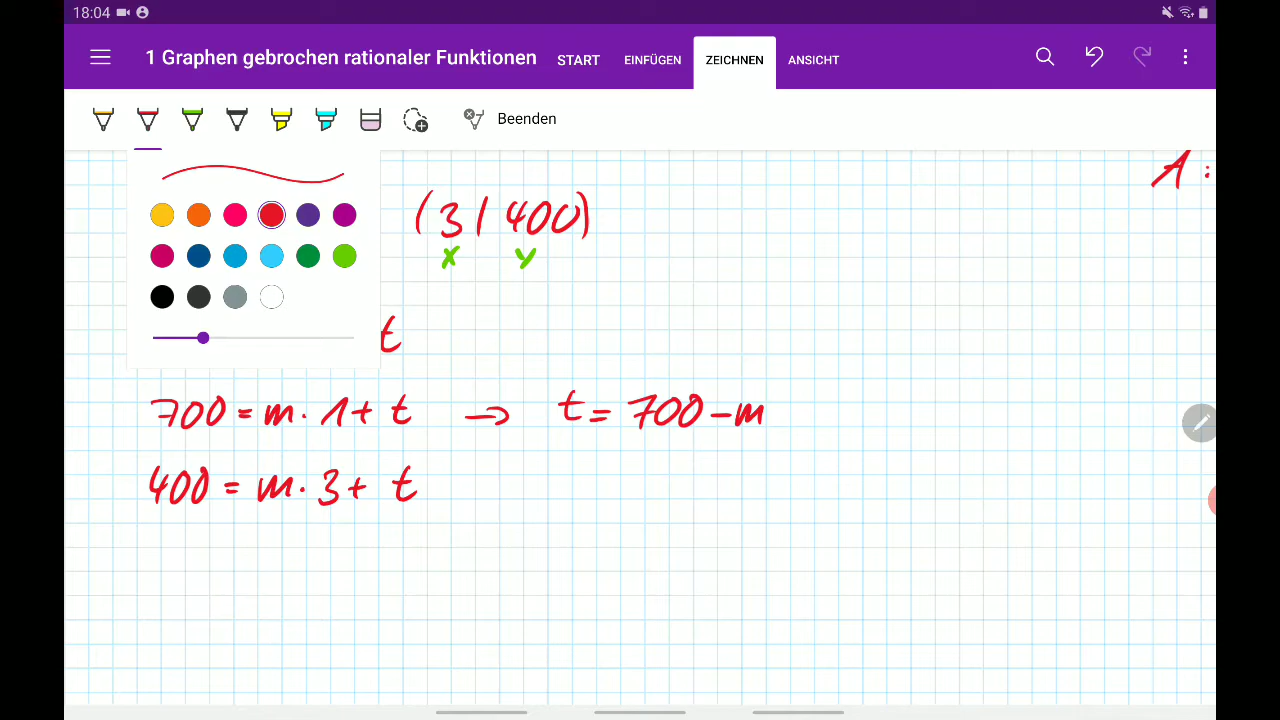 18:04
1 Graphen gebrochen rationaler Funktionen START EINFÜGEN ZEICHNEN ANSICHT
Beenden
A :
(3 | 400)
x y
t
700 = m · 1 + t → t = 700 - m
400 = m · 3 + t